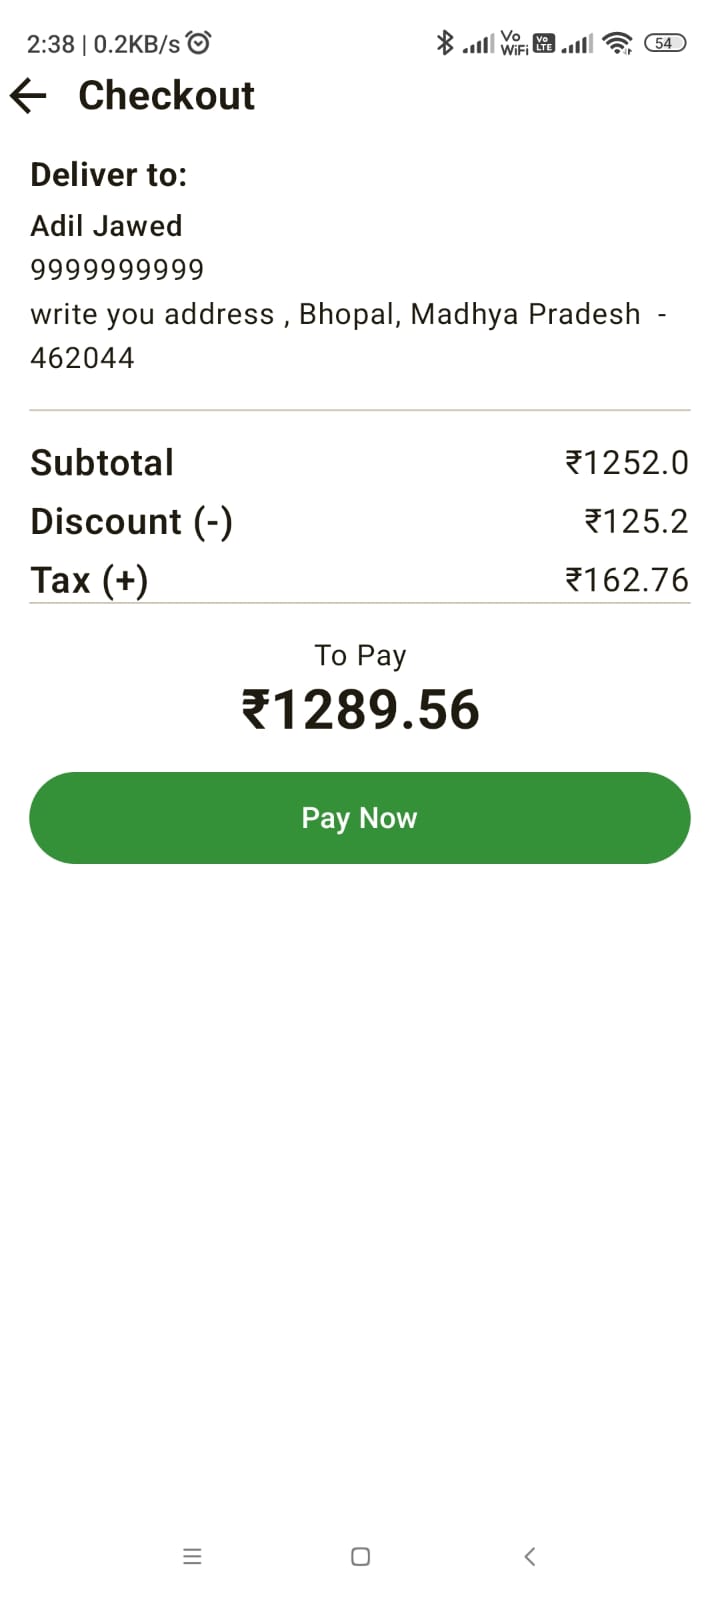 2:38 | 0.2KB/s
Vo WiFi Vo LTE 54
Checkout
Deliver to:
Adil Jawed
9999999999
write you address , Bhopal, Madhya Pradesh  -
462044
Subtotal ₹1252.0
Discount (-) ₹125.2
Tax (+) ₹162.76
To Pay
₹1289.56
Pay Now